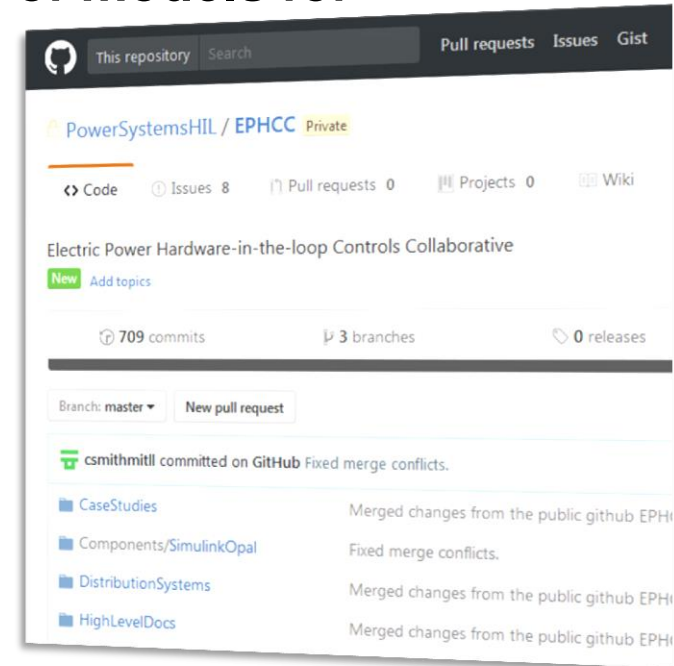 This repository Search Pull requests Issues Gist
PowerSystemsHIL / EPHCC Private
<> Code Issues 8 Pull requests 0 Projects 0 Wiki
Electric Power Hardware-in-the-loop Controls Collaborative
New Add topics
709 commits 3 branches 0 releases
Branch: master New pull request
csmithmitll committed on GitHub Fixed merge conflicts.
CaseStudies Merged changes from the public github EPH
Components/SimulinkOpal Fixed merge conflicts.
DistributionSystems Merged changes from the public github EPH
HighLevelDocs Merged changes from the public github EPH